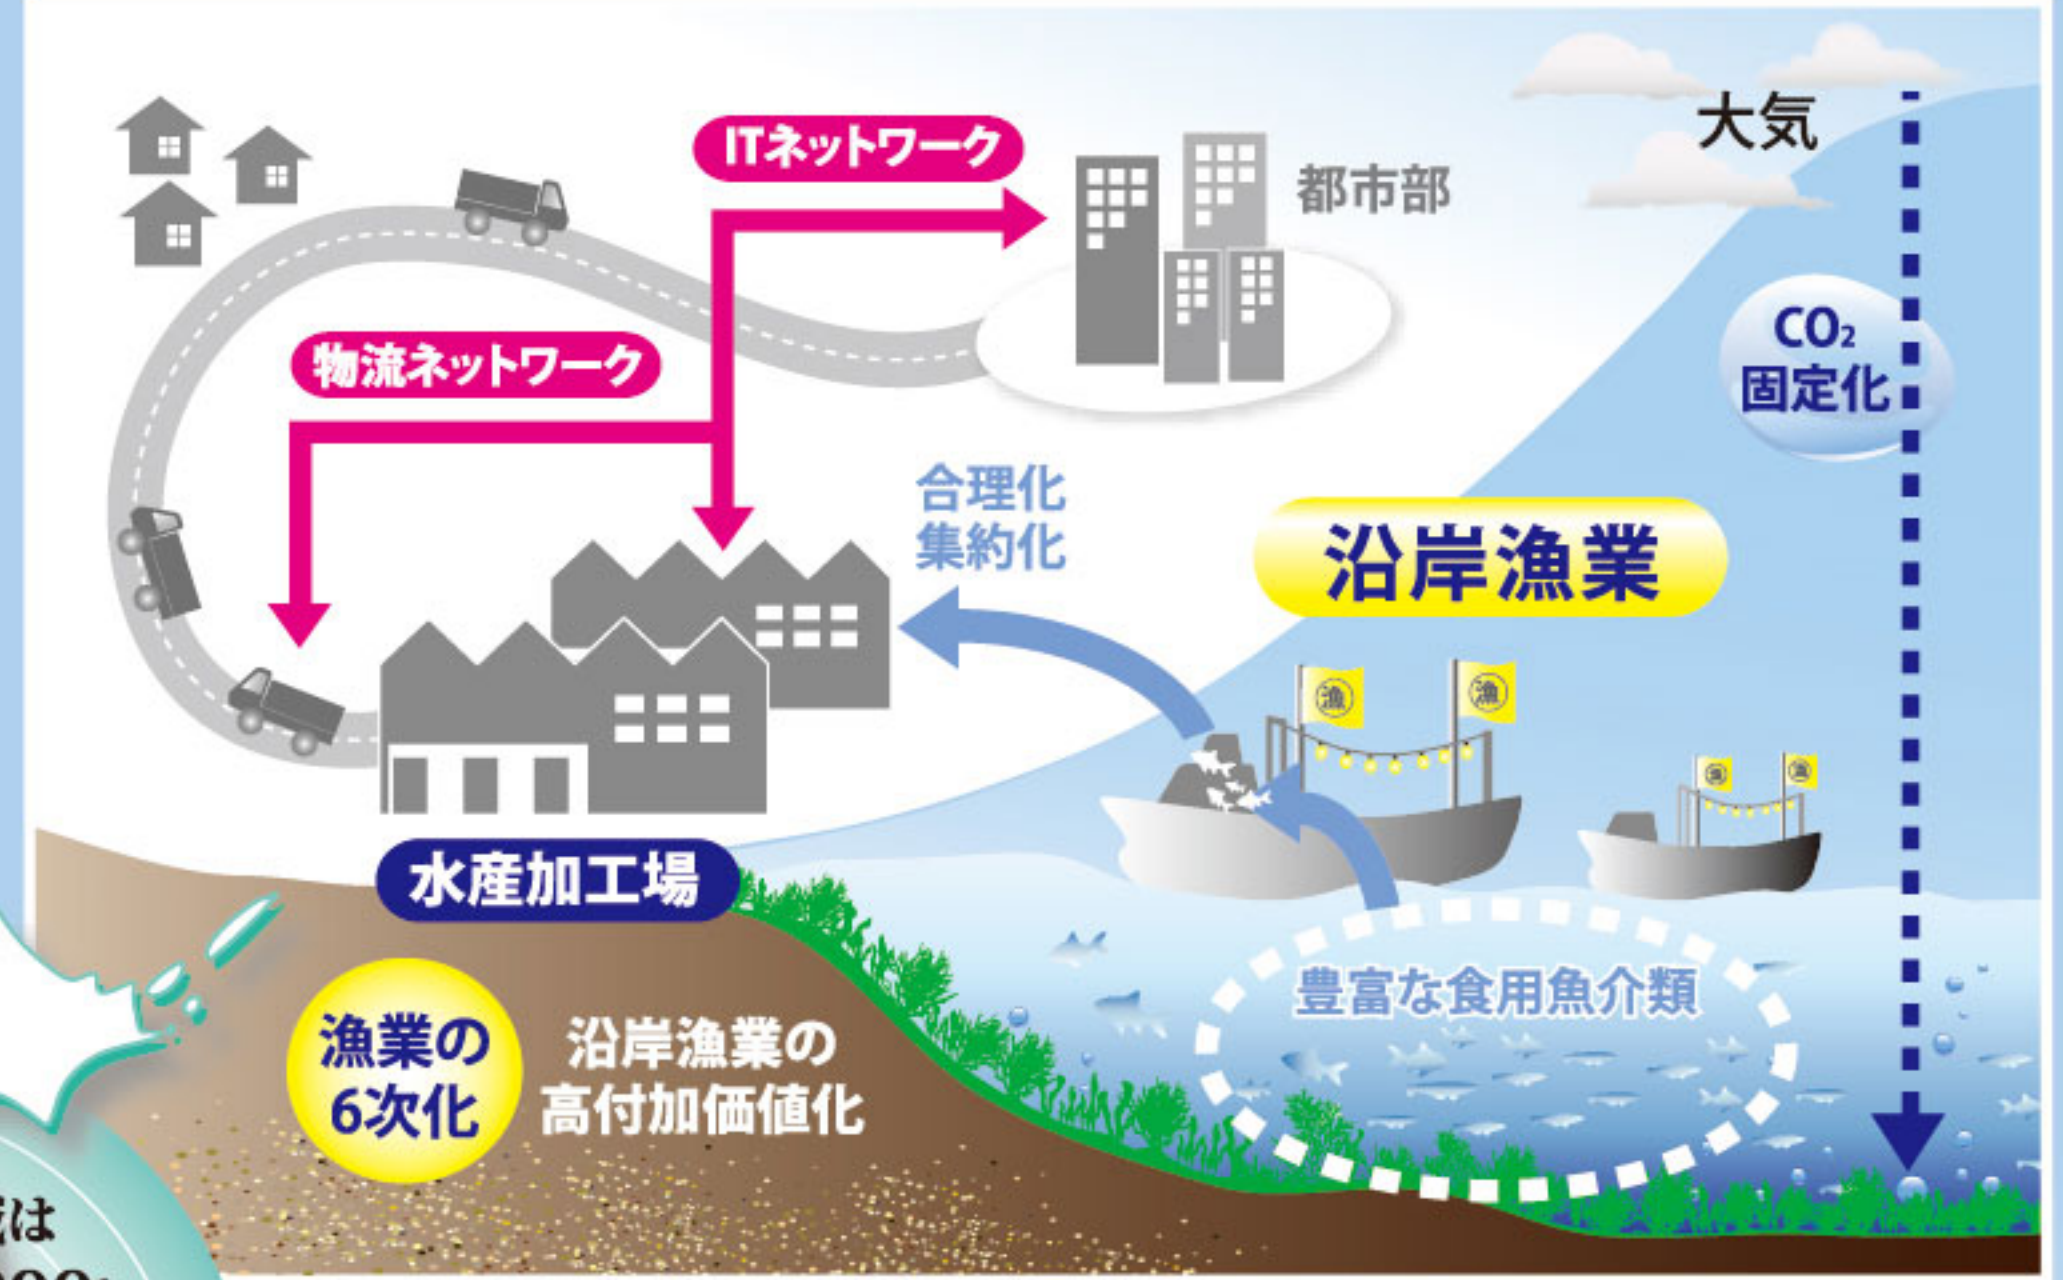 大気
ITネットワーク
都市部
CO₂
固定化
物流ネットワーク
合理化
集約化
沿岸漁業
漁
漁
漁
漁
水産加工場
豊富な食用魚介類
漁業の
6次化
沿岸漁業の
高付加価値化
は